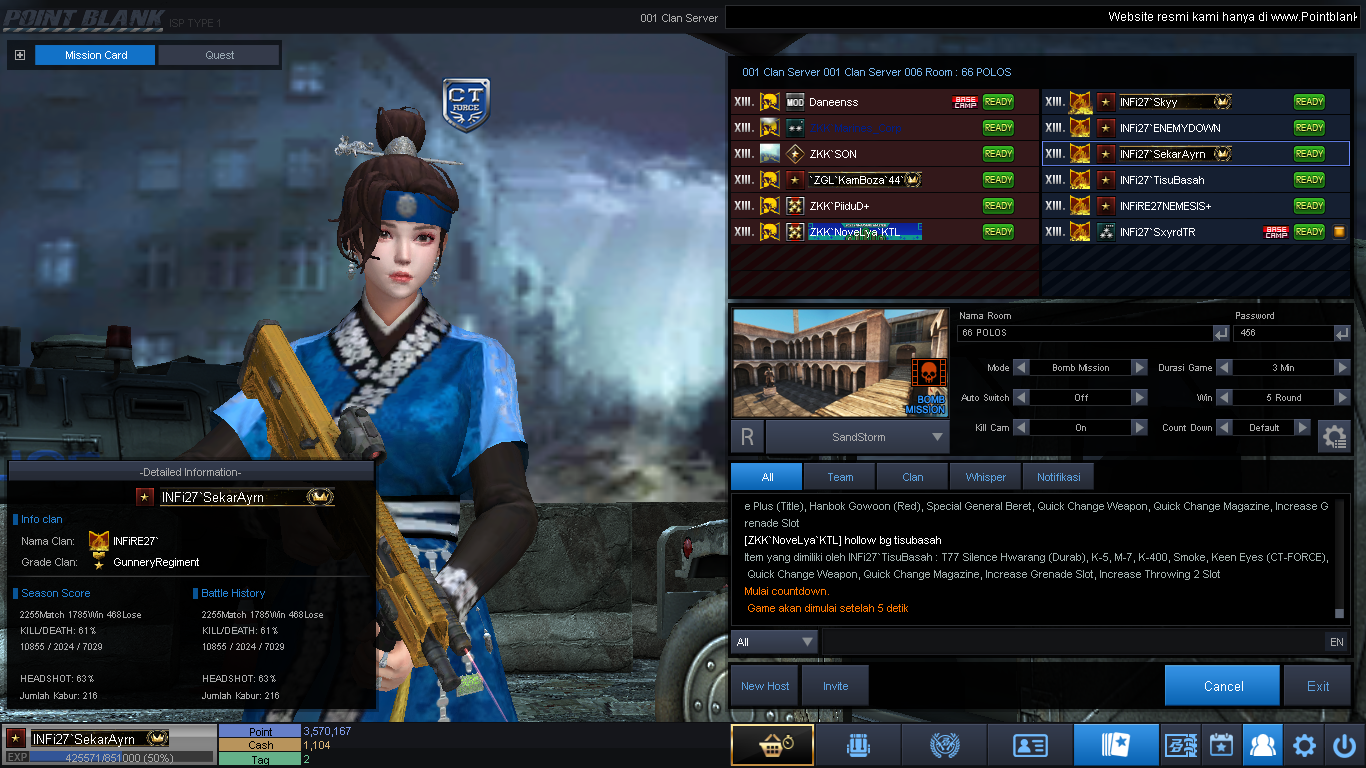 POINT BLANK
ISP TYPE 1
001 Clan Server
Website resmi kami hanya di www.Pointblank
Mission Card
Quest
CT
FORCE
001 Clan Server 001 Clan Server 006 Room : 66 POLOS
XIII. MOD Daneenss BASE CAMP READY
XIII. READY
XIII. ZKK`SON READY
XIII. `ZGL`KamBoza`44` READY
XIII. ZKK`PiiduD+ READY
XIII. ZKK`NoveLya`KTL READY
XIII. INFi27`Skyy READY
XIII. INFi27`ENEMYDOWN READY
XIII. INFi27`SekarAyrn READY
XIII. INFi27`TisuBasah READY
XIII. INFiRE27NEMESIS+ READY
XIII. INFi27`SxyrdTR BASE CAMP READY
BOMB
MISSION
R
SandStorm
Nama Room
Password
66 POLOS
456
Mode Bomb Mission Durasi Game 3 Min
Auto Switch Off Win 5 Round
Kill Cam On Count Down Default
All Team Clan Whisper Notifikasi
e Plus (Title), Hanbok Gowoon (Red), Special General Beret, Quick Change Weapon, Quick Change Magazine, Increase G
renade Slot
[ZKK`NoveLya`KTL] hollow bg tisubasah
Item yang dimiliki oleh INFi27`TisuBasah : T77 Silence Hwarang (Durab), K-5, M-7, K-400, Smoke, Keen Eyes (CT-FORCE),
Quick Change Weapon, Quick Change Magazine, Increase Grenade Slot, Increase Throwing 2 Slot
Mulai countdown.
Game akan dimulai setelah 5 detik
All
EN
New Host
Invite
Cancel
Exit
-Detailed Information-
INFi27`SekarAyrn
Info clan
Nama Clan: INFiRE27`
Grade Clan: GunneryRegiment
Season Score
2255Match 1785Win 468Lose
KILL/DEATH: 61%
10855 / 2024 / 7029
HEADSHOT: 63%
Jumlah Kabur: 216
Battle History
2255Match 1785Win 468Lose
KILL/DEATH: 61%
10855 / 2024 / 7029
HEADSHOT: 63%
Jumlah Kabur: 216
INFi27`SekarAyrn
EXP 425571/851000 (50%)
Point 3,570,167
Cash 1,104
Tag 2